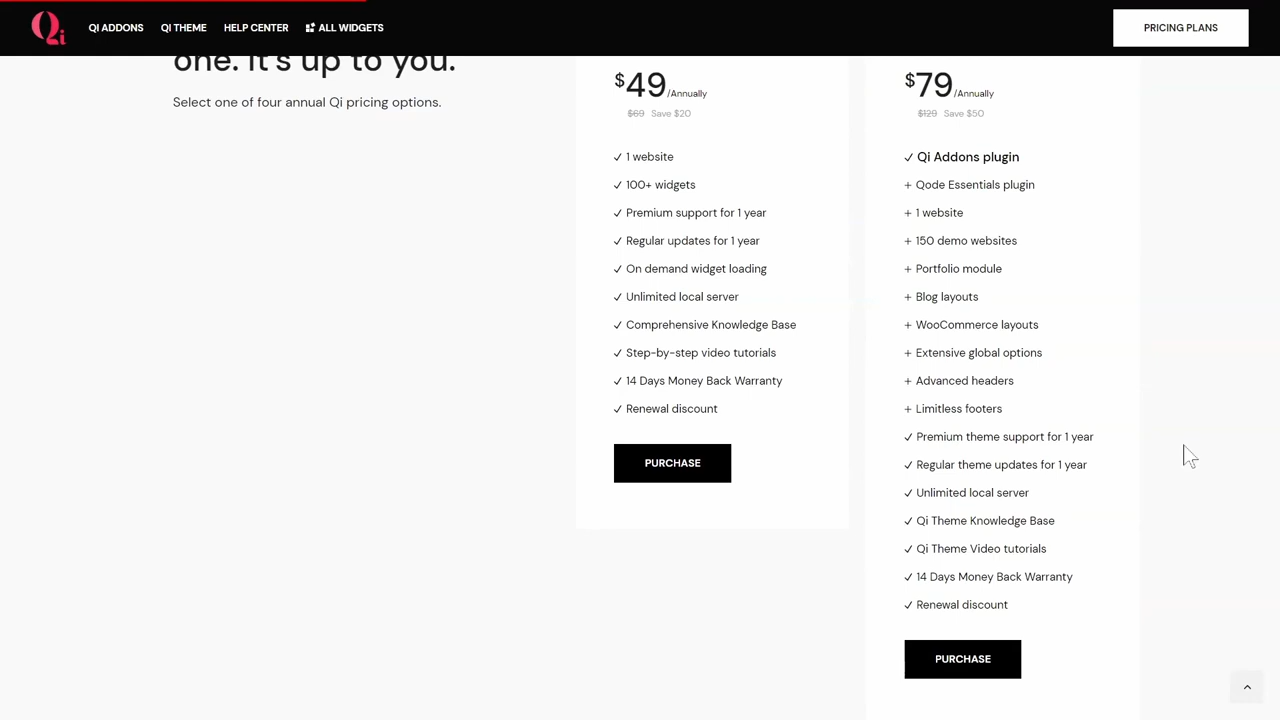 Qi
QI ADDONS
QI THEME
HELP CENTER
ALL WIDGETS
PRICING PLANS
one. It's up to you.
Select one of four annual Qi pricing options.
$49/Annually
$69 Save $20
1 website
100+ widgets
Premium support for 1 year
Regular updates for 1 year
On demand widget loading
Unlimited local server
Comprehensive Knowledge Base
Step-by-step video tutorials
14 Days Money Back Warranty
Renewal discount
PURCHASE
$79/Annually
$129 Save $50
Qi Addons plugin
+ Qode Essentials plugin
+ 1 website
+ 150 demo websites
+ Portfolio module
+ Blog layouts
+ WooCommerce layouts
+ Extensive global options
+ Advanced headers
+ Limitless footers
Premium theme support for 1 year
Regular theme updates for 1 year
Unlimited local server
Qi Theme Knowledge Base
Qi Theme Video tutorials
14 Days Money Back Warranty
Renewal discount
PURCHASE